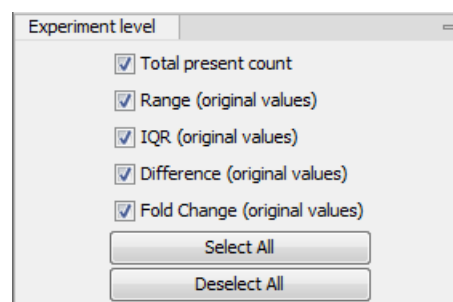 Experiment level
Total present count
Range (original values)
IQR (original values)
Difference (original values)
Fold Change (original values)
Select All
Deselect All